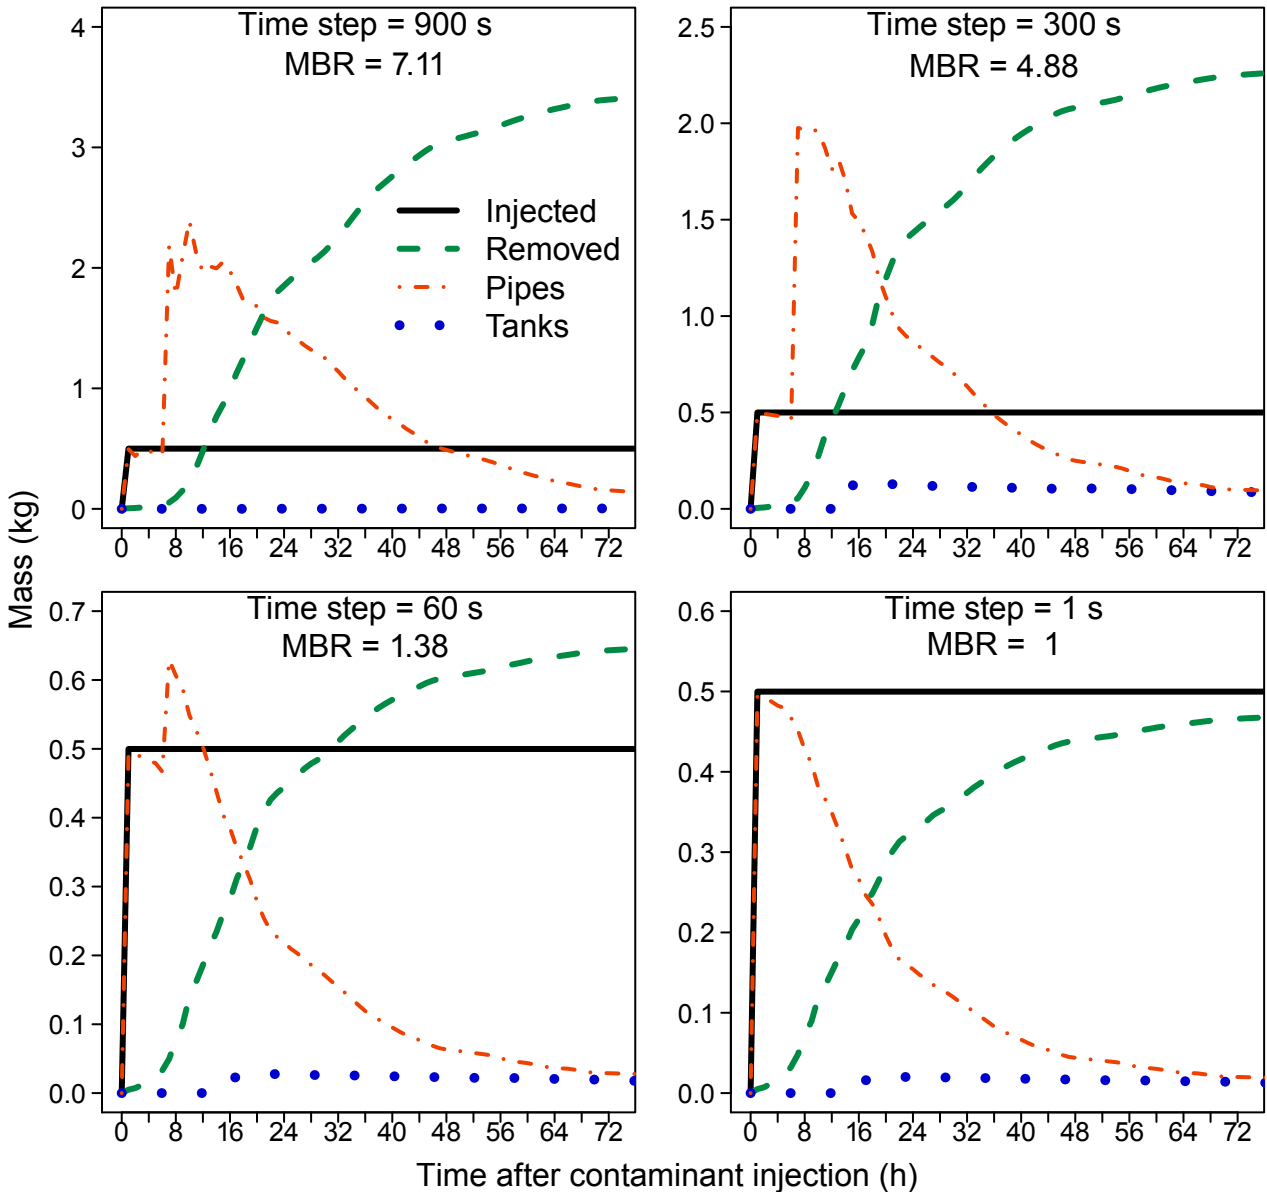 Time step = 900 s
MBR = 7.11
4
3
2
1
0
Injected
Removed
Pipes
Tanks
0 8 16 24 32 40 48 56 64 72
Time step = 300 s
MBR = 4.88
2.5
2.0
1.5
1.0
0.5
0.0
0 8 16 24 32 40 48 56 64 72
Mass (kg)
Time step = 60 s
MBR = 1.38
0.7
0.6
0.5
0.4
0.3
0.2
0.1
0.0
0 8 16 24 32 40 48 56 64 72
Time step = 1 s
MBR = 1
0.6
0.5
0.4
0.3
0.2
0.1
0.0
0 8 16 24 32 40 48 56 64 72
Time after contaminant injection (h)